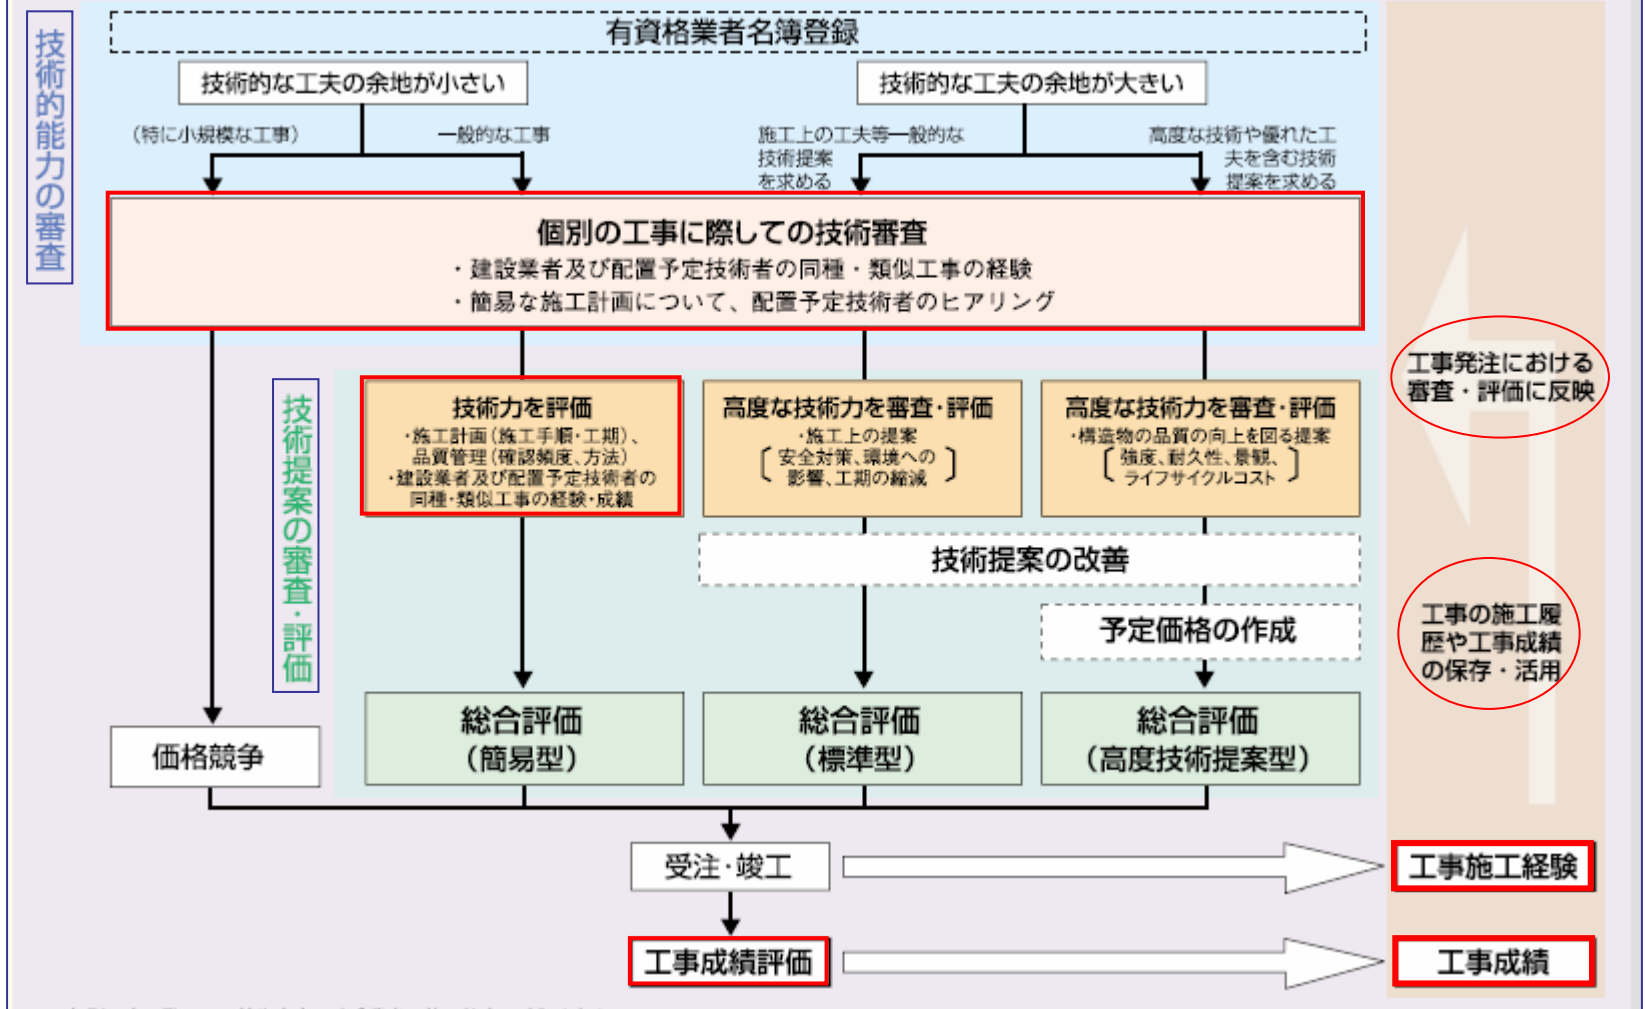 技術的能力の審査
有資格業者名簿登録
技術的な工夫の余地が小さい
技術的な工夫の余地が大きい
（特に小規模な工事）
一般的な工事
施工上の工夫等一般的な
技術提案
を求める
高度な技術や優れた工
夫を含む技術
提案を求める
個別の工事に際しての技術審査
・建設業者及び配置予定技術者の同種・類似工事の経験
・簡易な施工計画について、配置予定技術者のヒアリング
工事発注における
審査・評価に反映
技術提案の審査・評価
技術力を評価
・施工計画（施工手順・工期）、
品質管理（確認頻度、方法）
・建設業者及び配置予定技術者の
同種・類似工事の経験・成績
高度な技術力を審査・評価
・施工上の提案
安全対策、環境への
影響、工期の縮減
高度な技術力を審査・評価
・構造物の品質の向上を図る提案
強度、耐久性、景観、
ライフサイクルコスト
技術提案の改善
予定価格の作成
工事の施工履
歴や工事成績
の保存・活用
価格競争
総合評価
（簡易型）
総合評価
（標準型）
総合評価
（高度技術提案型）
受注・竣工
工事施工経験
工事成績評価
工事成績